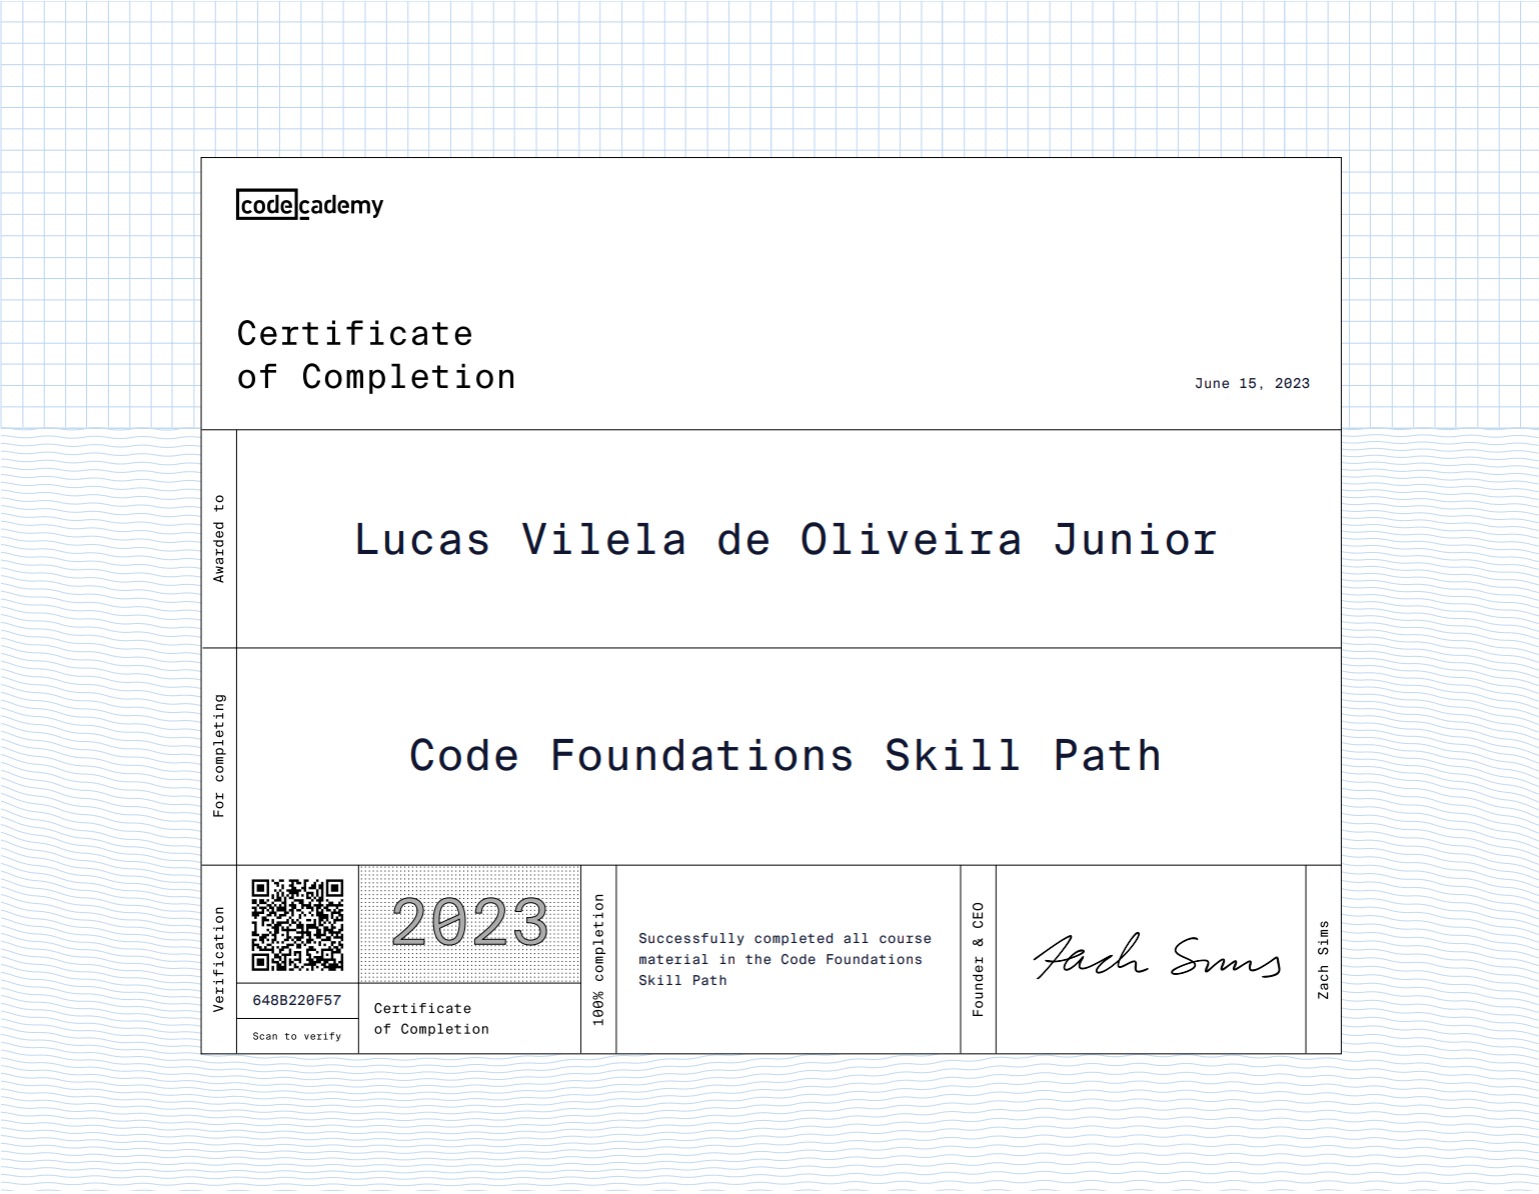 codecademy
Certificate
of Completion
June 15, 2023
Awarded to
Lucas Vilela de Oliveira Junior
For completing
Code Foundations Skill Path
Verification
648B220F57
Scan to verify
2023
Certificate
of Completion
100% completion
Successfully completed all course
material in the Code Foundations
Skill Path
Founder & CEO
Zach Sims
Zach Sims